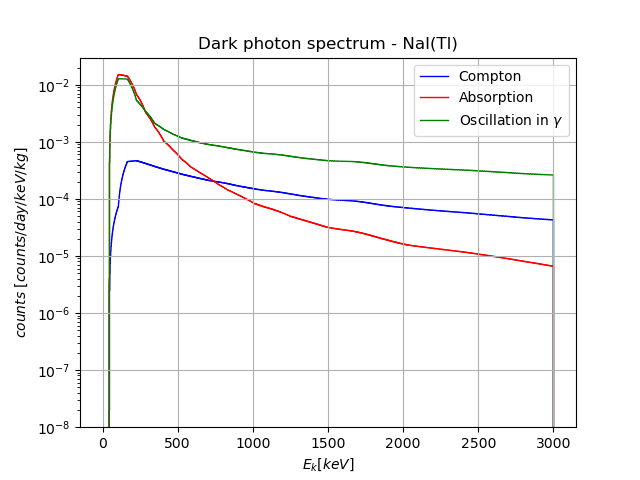 Dark photon spectrum - NaI(Tl)
Compton
Absorption
Oscillation in γ
counts [counts/day/keV/kg]
10⁻²
10⁻³
10⁻⁴
10⁻⁵
10⁻⁶
10⁻⁷
10⁻⁸
0 500 1000 1500 2000 2500 3000
E_k[keV]